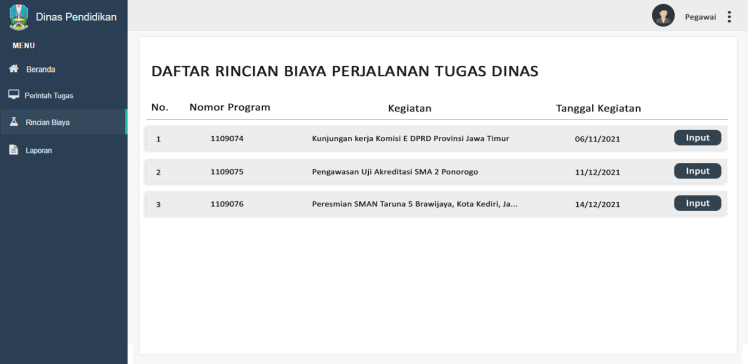 Dinas Pendidikan
Pegawai
MENU
Beranda
Perintah Tugas
Rincian Biaya
Laporan
DAFTAR RINCIAN BIAYA PERJALANAN TUGAS DINAS
No. Nomor Program Kegiatan Tanggal Kegiatan
1 1109074 Kunjungan kerja Komisi E DPRD Provinsi Jawa Timur 06/11/2021 Input
2 1109075 Pengawasan Uji Akreditasi SMA 2 Ponorogo 11/12/2021 Input
3 1109076 Peresmian SMAN Taruna 5 Brawijaya, Kota Kediri, Ja... 14/12/2021 Input